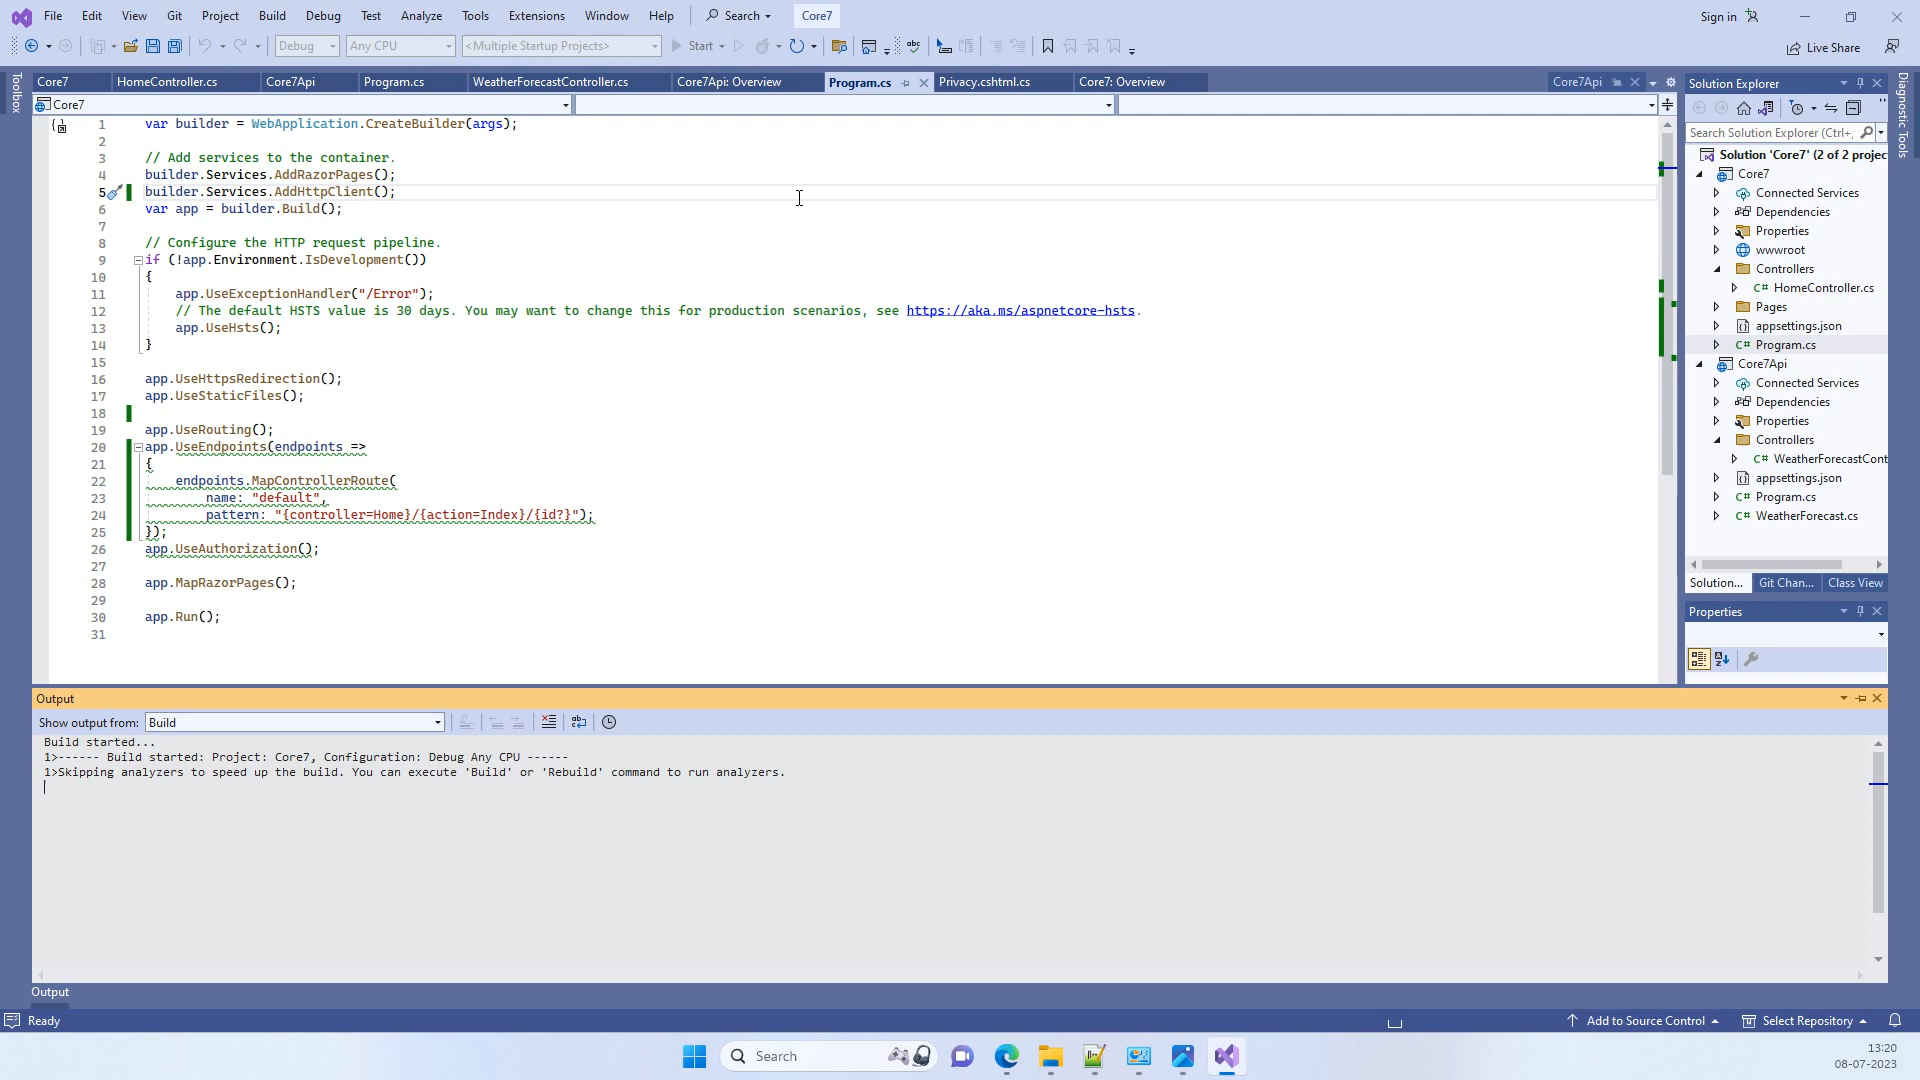 File Edit View Git Project Build Debug Test Analyze Tools Extensions Window Help Search Core7 Sign in
Debug Any CPU <Multiple Startup Projects> Start Live Share
Toolbox
Core7 HomeController.cs Core7Api Program.cs WeatherForecastController.cs Core7Api: Overview Program.cs Privacy.cshtml.cs Core7: Overview Core7Api
Core7
1 var builder = WebApplication.CreateBuilder(args);
2
3 // Add services to the container.
4 builder.Services.AddRazorPages();
5 builder.Services.AddHttpClient();
6 var app = builder.Build();
7
8 // Configure the HTTP request pipeline.
9 if (!app.Environment.IsDevelopment())
10 {
11 app.UseExceptionHandler("/Error");
12 // The default HSTS value is 30 days. You may want to change this for production scenarios, see https://aka.ms/aspnetcore-hsts.
13 app.UseHsts();
14 }
15
16 app.UseHttpsRedirection();
17 app.UseStaticFiles();
18
19 app.UseRouting();
20 app.UseEndpoints(endpoints =>
21 {
22 endpoints.MapControllerRoute(
23 name: "default",
24 pattern: "{controller=Home}/{action=Index}/{id?}");
25 });
26 app.UseAuthorization();
27
28 app.MapRazorPages();
29
30 app.Run();
31
Solution Explorer
Search Solution Explorer (Ctrl+;
Solution 'Core7' (2 of 2 projec
Core7
Connected Services
Dependencies
Properties
wwwroot
Controllers
C# HomeController.cs
Pages
appsettings.json
C# Program.cs
Core7Api
Connected Services
Dependencies
Properties
Controllers
C# WeatherForecastCont
appsettings.json
C# Program.cs
C# WeatherForecast.cs
Solution... Git Chan... Class View
Properties
Diagnostic Tools
Output
Show output from: Build
Build started...
1>------ Build started: Project: Core7, Configuration: Debug Any CPU ------
1>Skipping analyzers to speed up the build. You can execute 'Build' or 'Rebuild' command to run analyzers.
Output
Ready Add to Source Control Select Repository
Search
13:20
08-07-2023